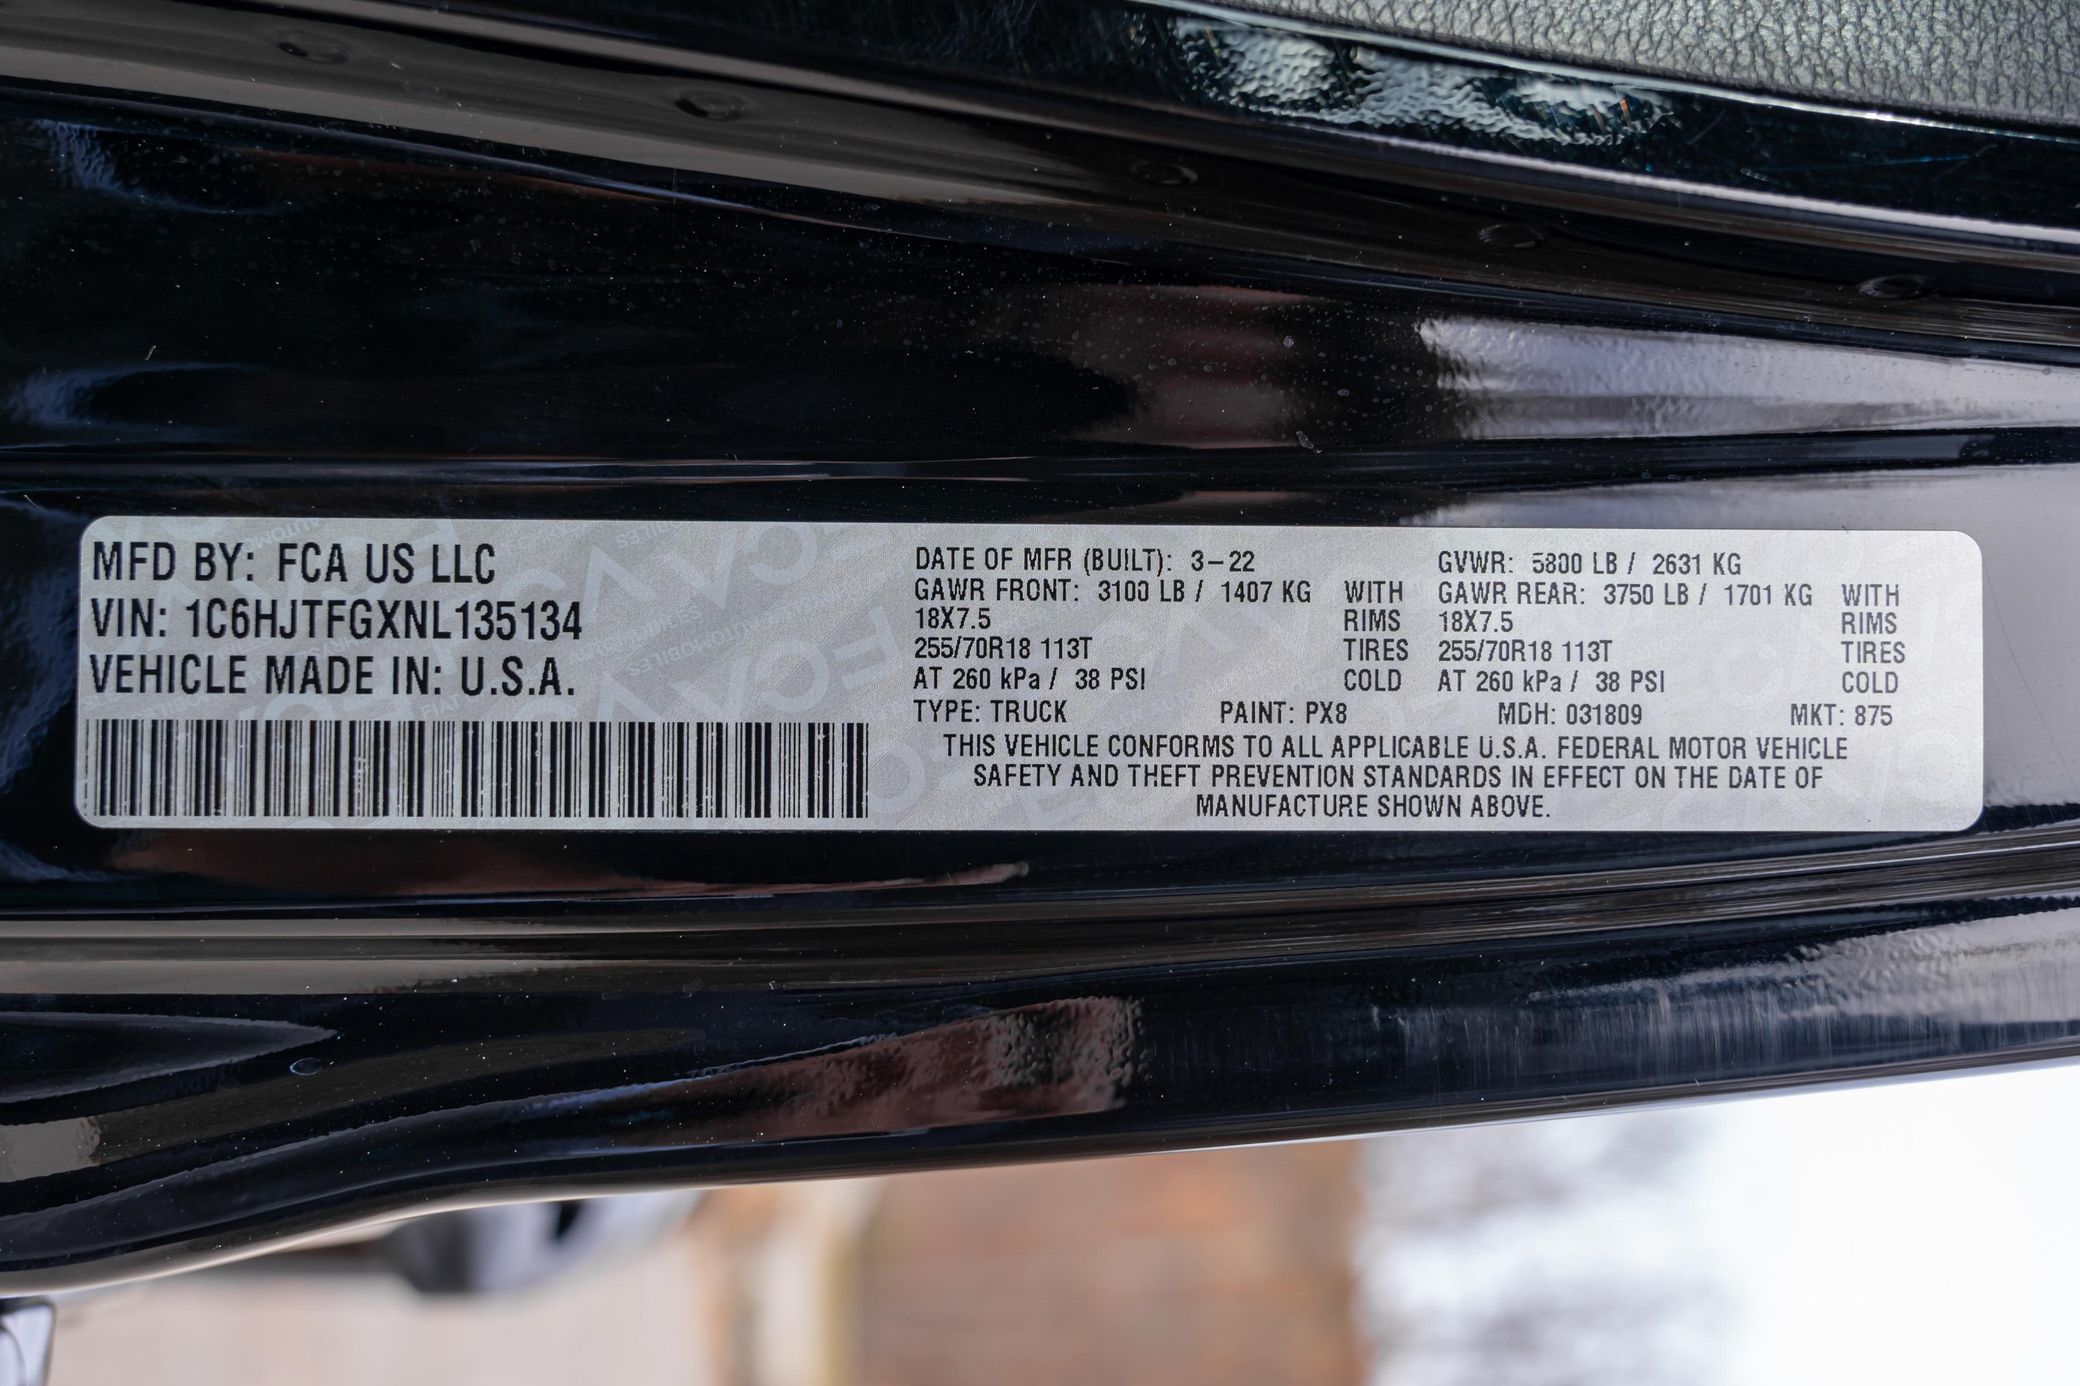 MFD BY: FCA US LLC
VIN: 1C6HJTFGXNL135134
VEHICLE MADE IN: U.S.A.
DATE OF MFR (BUILT): 3-22 GVWR: 5800 LB / 2631 KG
GAWR FRONT: 3100 LB / 1407 KG WITH GAWR REAR: 3750 LB / 1701 KG WITH
18X7.5 RIMS 18X7.5 RIMS
255/70R18 113T TIRES 255/70R18 113T TIRES
AT 260 kPa / 38 PSI COLD AT 260 kPa / 38 PSI COLD
TYPE: TRUCK PAINT: PX8 MDH: 031809 MKT: 875
THIS VEHICLE CONFORMS TO ALL APPLICABLE U.S.A. FEDERAL MOTOR VEHICLE
SAFETY AND THEFT PREVENTION STANDARDS IN EFFECT ON THE DATE OF
MANUFACTURE SHOWN ABOVE.